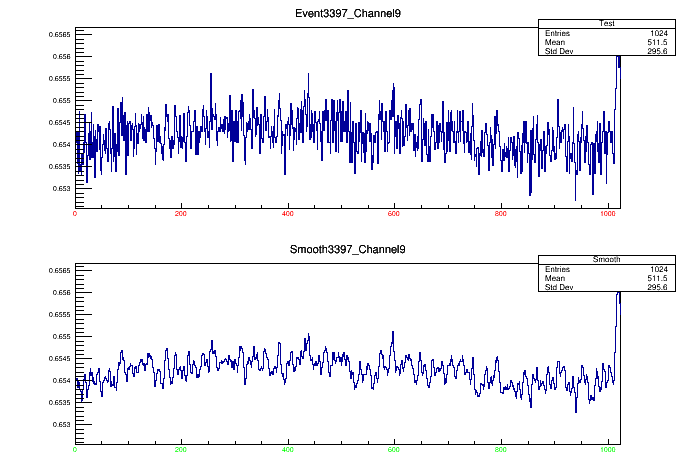 Event3397_Channel9
Test
Entries 1024
Mean 511.5
Std Dev 295.6
0.6565
0.656
0.6555
0.655
0.6545
0.654
0.6535
0.653
0 200 400 600 800 1000
Smooth3397_Channel9
Smooth
Entries 1024
Mean 511.5
Std Dev 295.6
0.6565
0.656
0.6555
0.655
0.6545
0.654
0.6535
0.653
0 200 400 600 800 1000